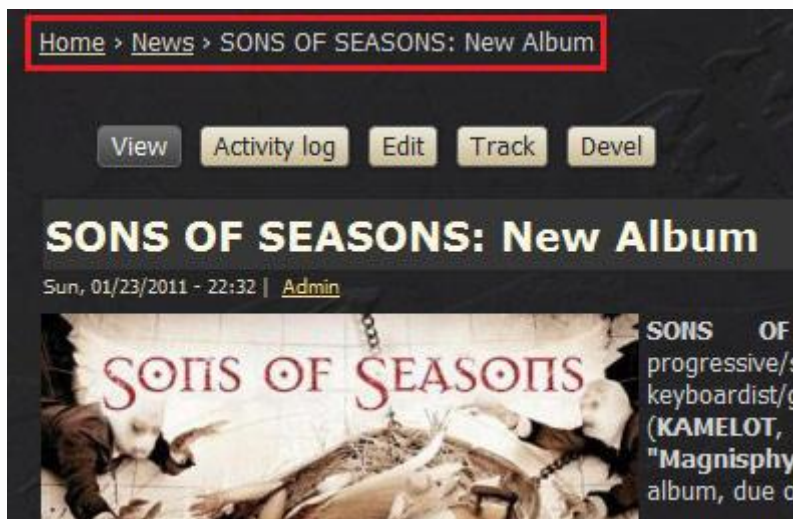 Home › News › SONS OF SEASONS: New Album
View Activity log Edit Track Devel
SONS OF SEASONS: New Album
Sun, 01/23/2011 - 22:32 | Admin
SONS OF SEASONS
SONS OF
progressive/
keyboardist/
(KAMELOT,
"Magnisphy
album, due